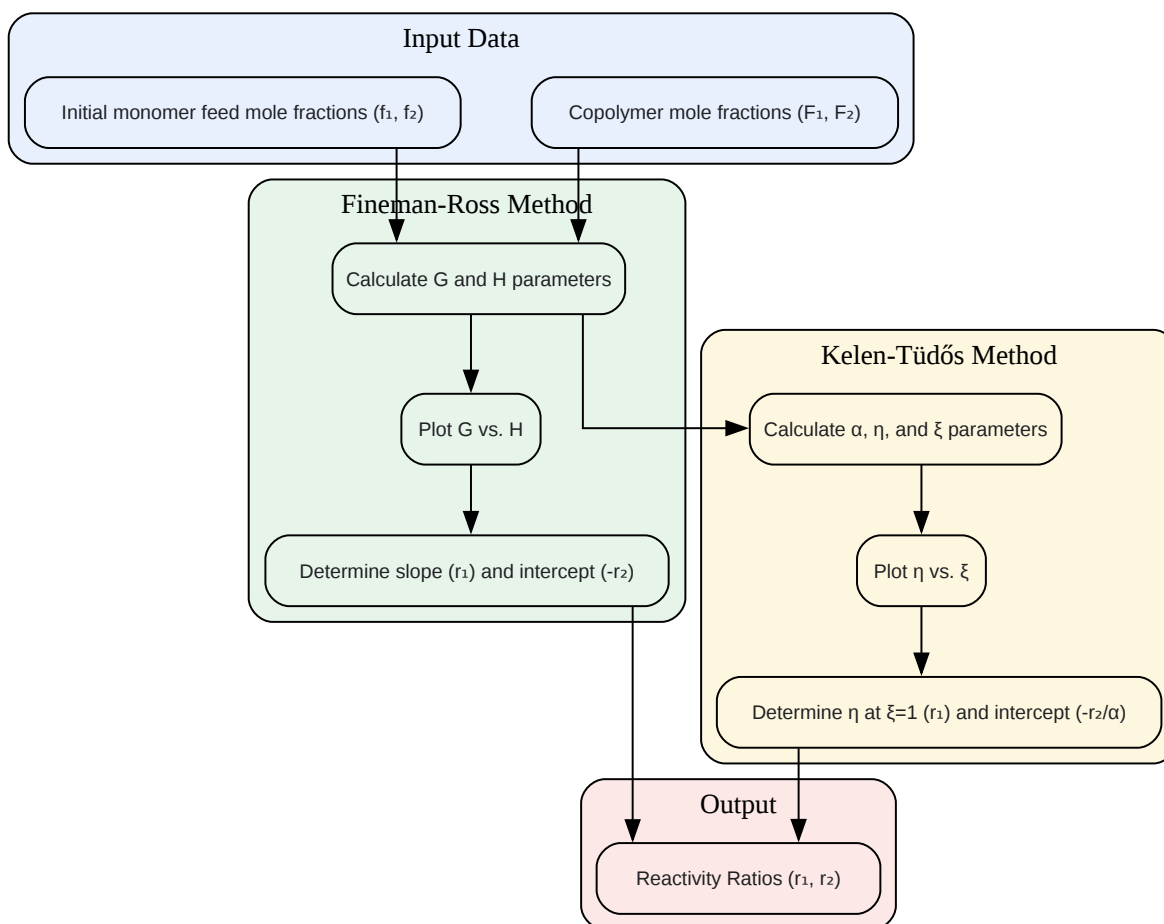 Input Data
Initial monomer feed mole fractions (f₁, f₂)
Copolymer mole fractions (F₁, F₂)
Fineman-Ross Method
Calculate G and H parameters
Plot G vs. H
Determine slope (r₁) and intercept (-r₂)
Kelen-Tüdős Method
Calculate α, η, and ξ parameters
Plot η vs. ξ
Determine η at ξ=1 (r₁) and intercept (-r₂/α)
Output
Reactivity Ratios (r₁, r₂)